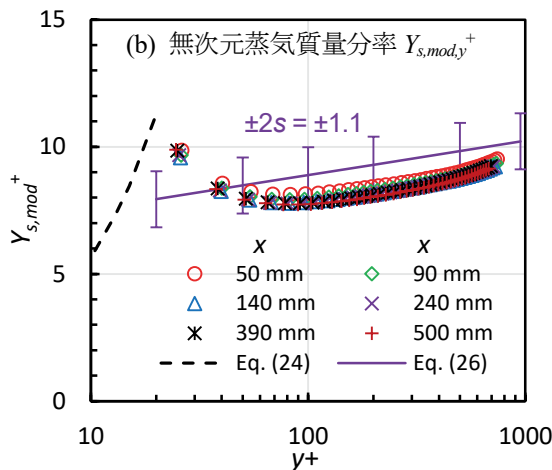 15
(b) 無次元蒸気質量分率 Ys,mod,y+
±2s = ±1.1
10
Ys,mod+
5
x x
50 mm 90 mm
140 mm 240 mm
390 mm 500 mm
Eq. (24) Eq. (26)
0
10 100 1000
y+